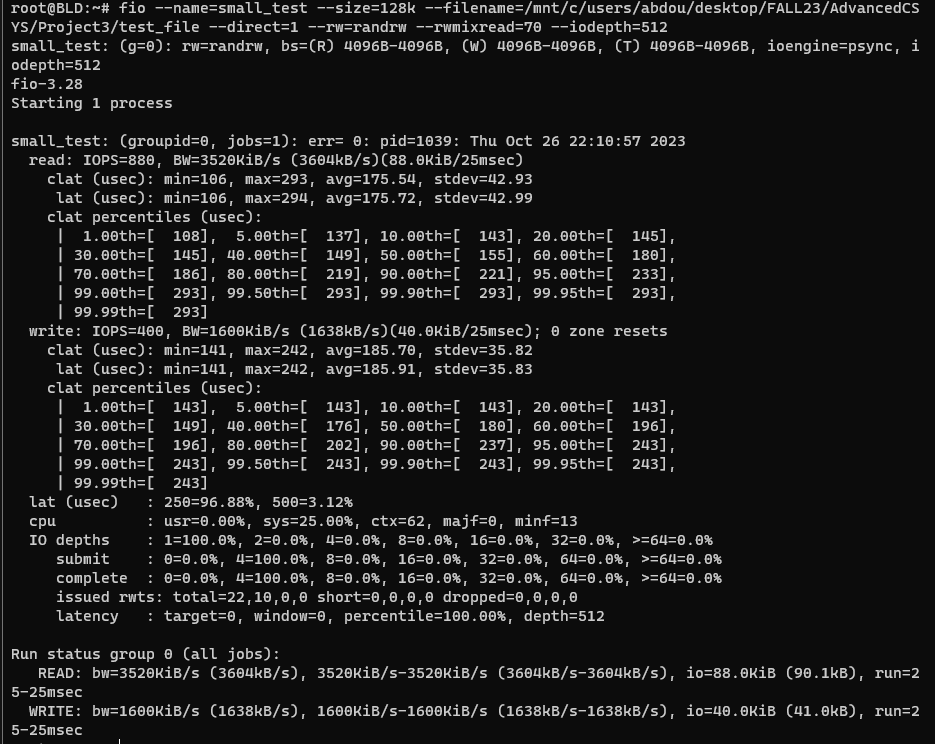 root@BLD:~# fio --name=small_test --size=128k --filename=/mnt/c/users/abdou/desktop/FALL23/AdvancedCS
YS/Project3/test_file --direct=1 --rw=randrw --rwmixread=70 --iodepth=512
small_test: (g=0): rw=randrw, bs=(R) 4096B-4096B, (W) 4096B-4096B, (T) 4096B-4096B, ioengine=psync, i
odepth=512
fio-3.28
Starting 1 process

small_test: (groupid=0, jobs=1): err= 0: pid=1039: Thu Oct 26 22:10:57 2023
  read: IOPS=880, BW=3520KiB/s (3604kB/s)(88.0KiB/25msec)
    clat (usec): min=106, max=293, avg=175.54, stdev=42.93
     lat (usec): min=106, max=294, avg=175.72, stdev=42.99
    clat percentiles (usec):
     |  1.00th=[  108],  5.00th=[  137], 10.00th=[  143], 20.00th=[  145],
     | 30.00th=[  145], 40.00th=[  149], 50.00th=[  155], 60.00th=[  180],
     | 70.00th=[  186], 80.00th=[  219], 90.00th=[  221], 95.00th=[  233],
     | 99.00th=[  293], 99.50th=[  293], 99.90th=[  293], 99.95th=[  293],
     | 99.99th=[  293]
  write: IOPS=400, BW=1600KiB/s (1638kB/s)(40.0KiB/25msec); 0 zone resets
    clat (usec): min=141, max=242, avg=185.70, stdev=35.82
     lat (usec): min=141, max=242, avg=185.91, stdev=35.83
    clat percentiles (usec):
     |  1.00th=[  143],  5.00th=[  143], 10.00th=[  143], 20.00th=[  143],
     | 30.00th=[  149], 40.00th=[  176], 50.00th=[  180], 60.00th=[  196],
     | 70.00th=[  196], 80.00th=[  202], 90.00th=[  237], 95.00th=[  243],
     | 99.00th=[  243], 99.50th=[  243], 99.90th=[  243], 99.95th=[  243],
     | 99.99th=[  243]
  lat (usec)   : 250=96.88%, 500=3.12%
  cpu          : usr=0.00%, sys=25.00%, ctx=62, majf=0, minf=13
  IO depths    : 1=100.0%, 2=0.0%, 4=0.0%, 8=0.0%, 16=0.0%, 32=0.0%, >=64=0.0%
     submit    : 0=0.0%, 4=100.0%, 8=0.0%, 16=0.0%, 32=0.0%, 64=0.0%, >=64=0.0%
     complete  : 0=0.0%, 4=100.0%, 8=0.0%, 16=0.0%, 32=0.0%, 64=0.0%, >=64=0.0%
     issued rwts: total=22,10,0,0 short=0,0,0,0 dropped=0,0,0,0
     latency   : target=0, window=0, percentile=100.00%, depth=512

Run status group 0 (all jobs):
   READ: bw=3520KiB/s (3604kB/s), 3520KiB/s-3520KiB/s (3604kB/s-3604kB/s), io=88.0KiB (90.1kB), run=2
5-25msec
  WRITE: bw=1600KiB/s (1638kB/s), 1600KiB/s-1600KiB/s (1638kB/s-1638kB/s), io=40.0KiB (41.0kB), run=2
5-25msec